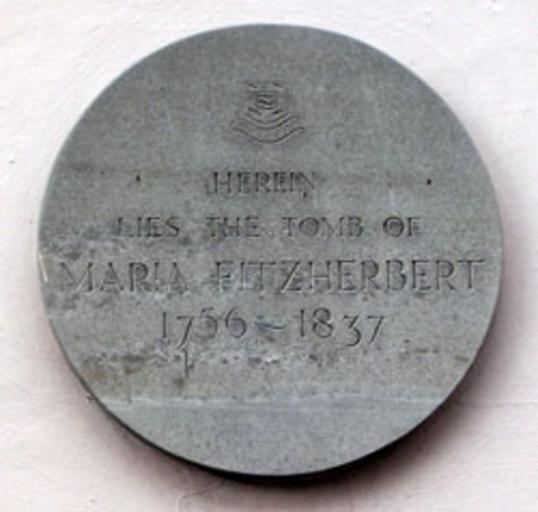 HEREIN
LIES THE TOMB OF
MARIA FITZHERBERT
1756 – 1837